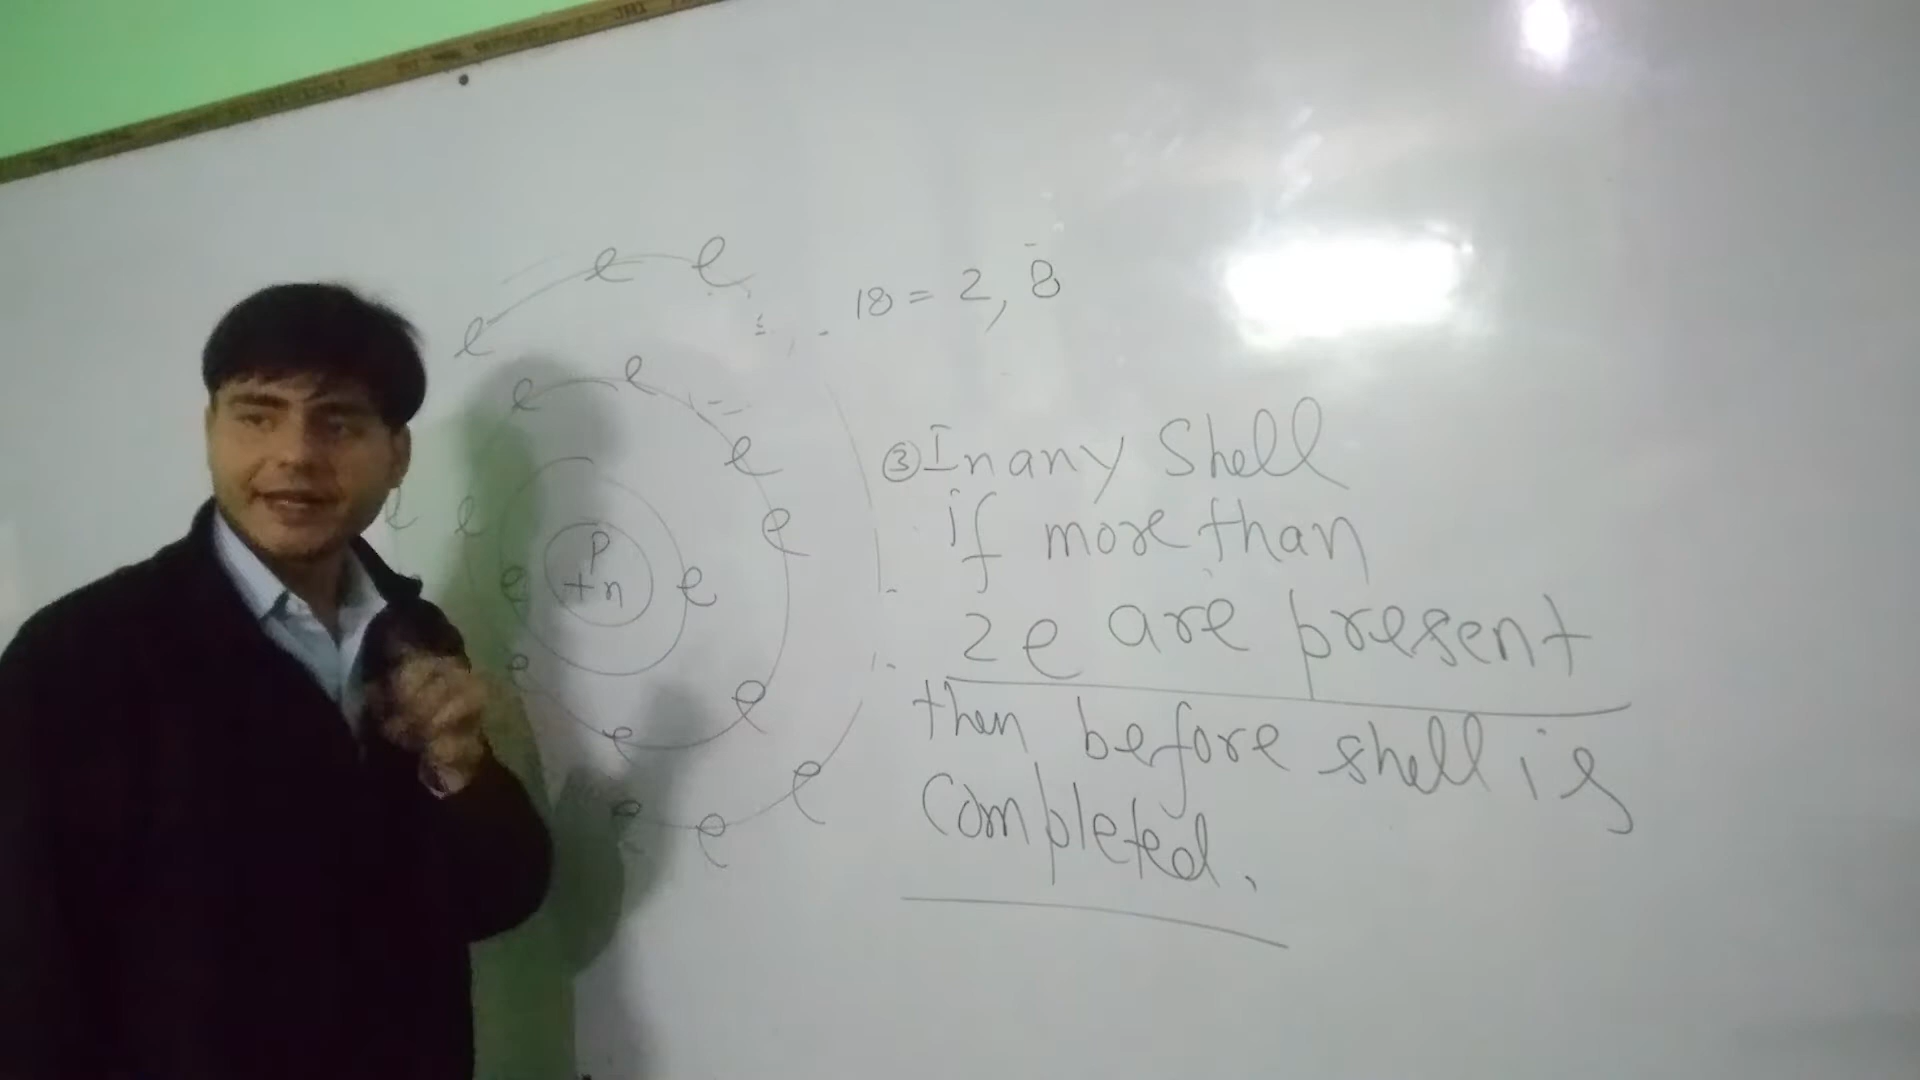 18 = 2, 8
③ In any Shell
if more than
2e are present
then before shell is
completed.
e e
e
e e
e
e
e e
e p e
+n
e
e
e
e
e e